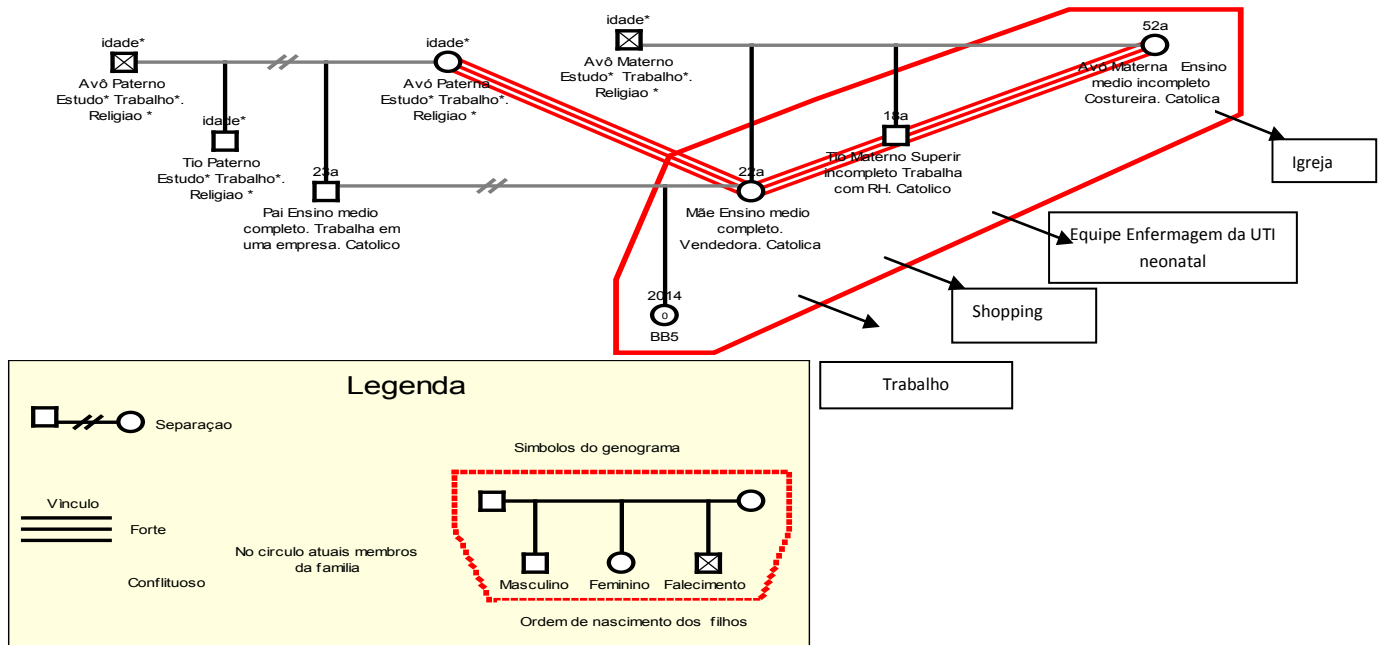 idade*
Avô Paterno
Estudo* Trabalho*.
Religiao *
idade*
Tio Paterno
Estudo* Trabalho*.
Religiao *
23a
Pai Ensino medio
completo. Trabalha em
uma empresa. Catolico
idade*
Avó Paterna
Estudo* Trabalho*.
Religiao *
idade*
Avô Materno
Estudo* Trabalho*.
Religiao *
52a
Avó Materna Ensino
medio incompleto
Costureira. Catolica
18a
Tio Materno Superir
incompleto Trabalha
com RH. Catolico
22a
Mãe Ensino medio
completo.
Vendedora. Catolica
2014
0
BB5
Igreja
Equipe Enfermagem da UTI
neonatal
Shopping
Trabalho
Legenda
Separaçao
Vìnculo
Forte
Conflituoso
No circulo atuais membros
da familia
Simbolos do genograma
Masculino
Feminino
Falecimento
Ordem de nascimento dos filhos